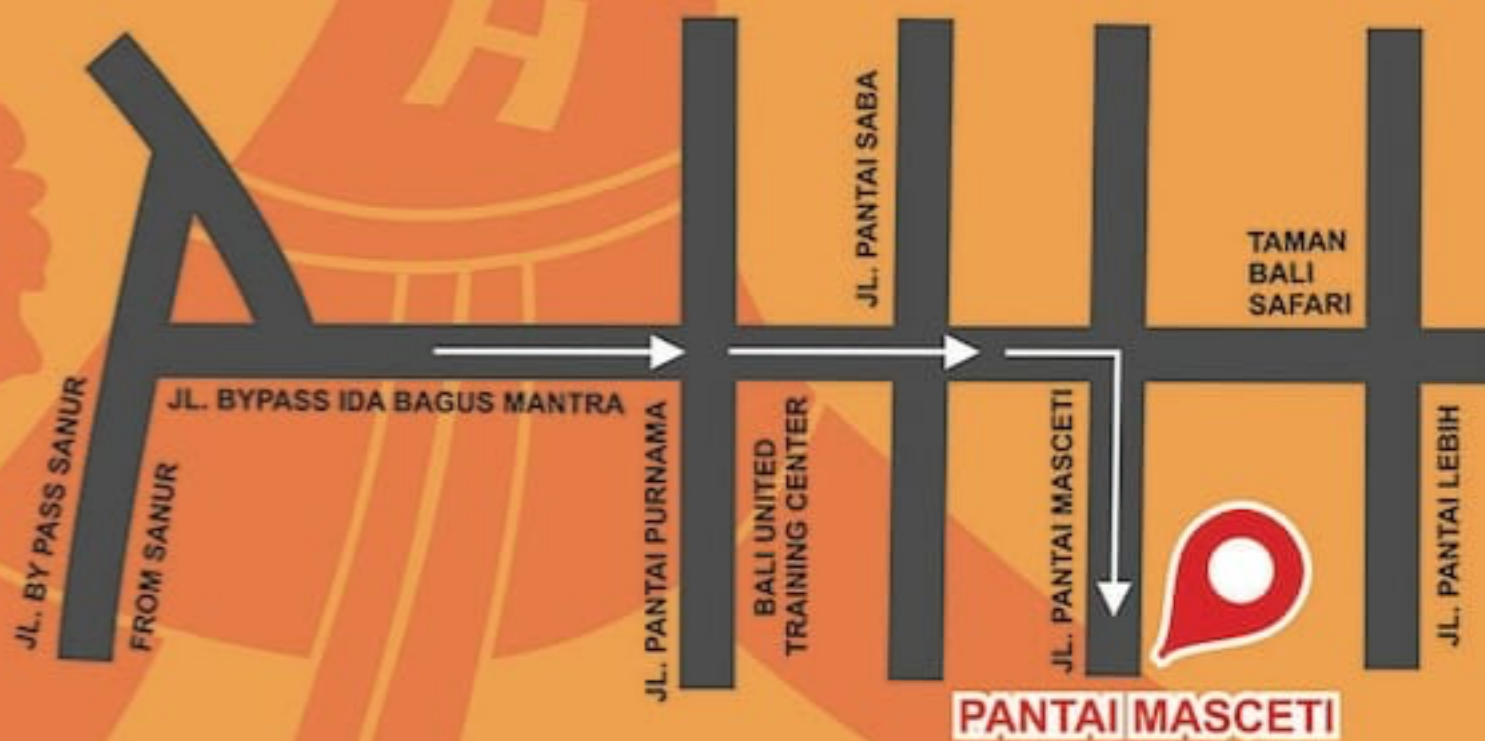 H
JL. PANTAI SABA
TAMAN
BALI
SAFARI
JL. BY PASS SANUR
FROM SANUR
JL. BYPASS IDA BAGUS MANTRA
JL. PANTAI PURNAMA
BALI UNITED
TRAINING CENTER
JL. PANTAI MASCETI
JL. PANTAI LEBIH
PANTAI MASCETI